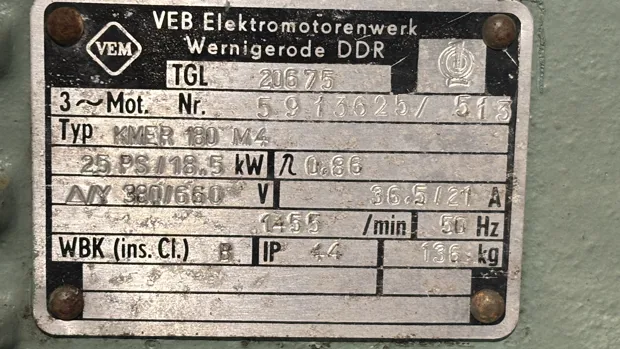 VEM
VEB Elektromotorenwerk
Wernigerode DDR
TGL 20675
3~Mot. Nr. 5913625/ 513
Typ KMER 180 M4
25 PS/18.5 kW η 0.86
Δ/Y 380/660 V 36.5/21 A
1455 /min 50 Hz
WBK (ins. Cl.) B IP 44 136 kg